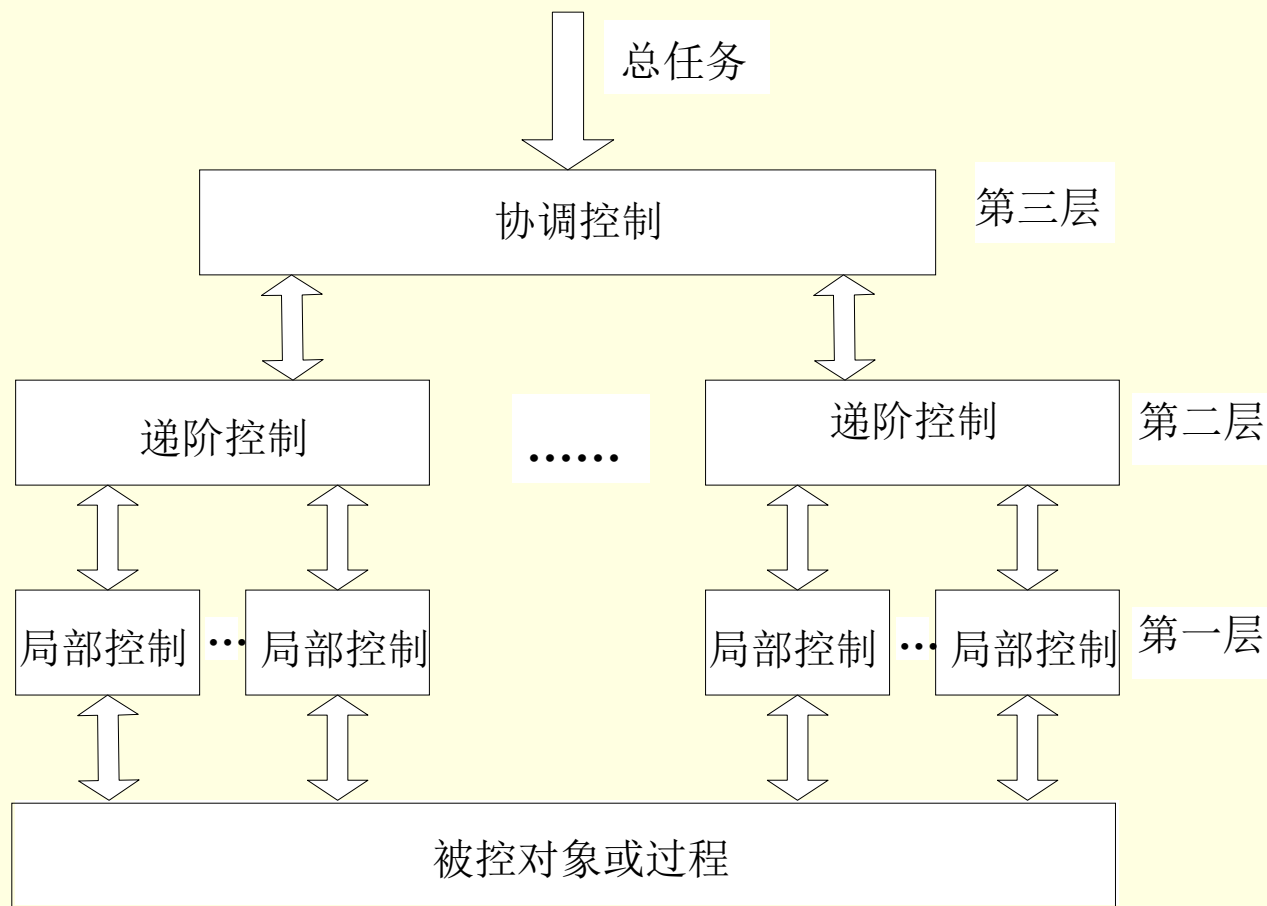 总任务
协调控制
第三层
递阶控制
......
递阶控制
第二层
局部控制
...
局部控制
局部控制
...
局部控制
第一层
被控对象或过程